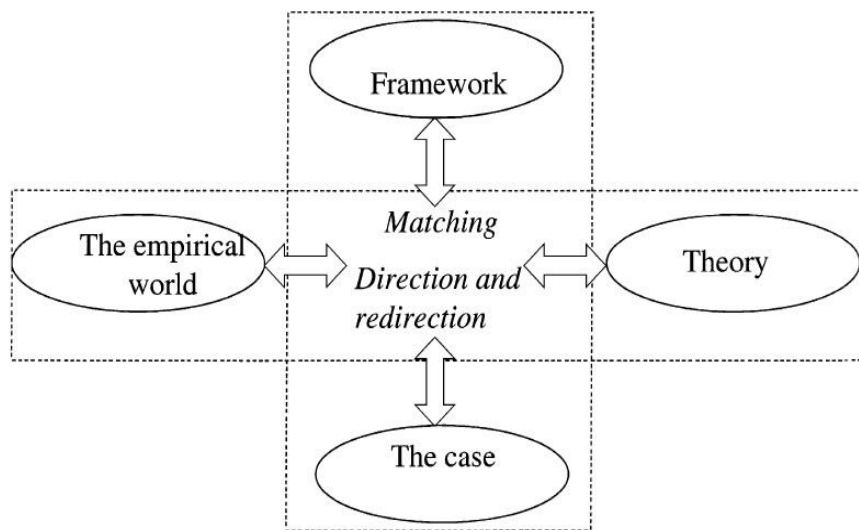 Framework
Matching
The empirical
world
Direction and
redirection
Theory
The case